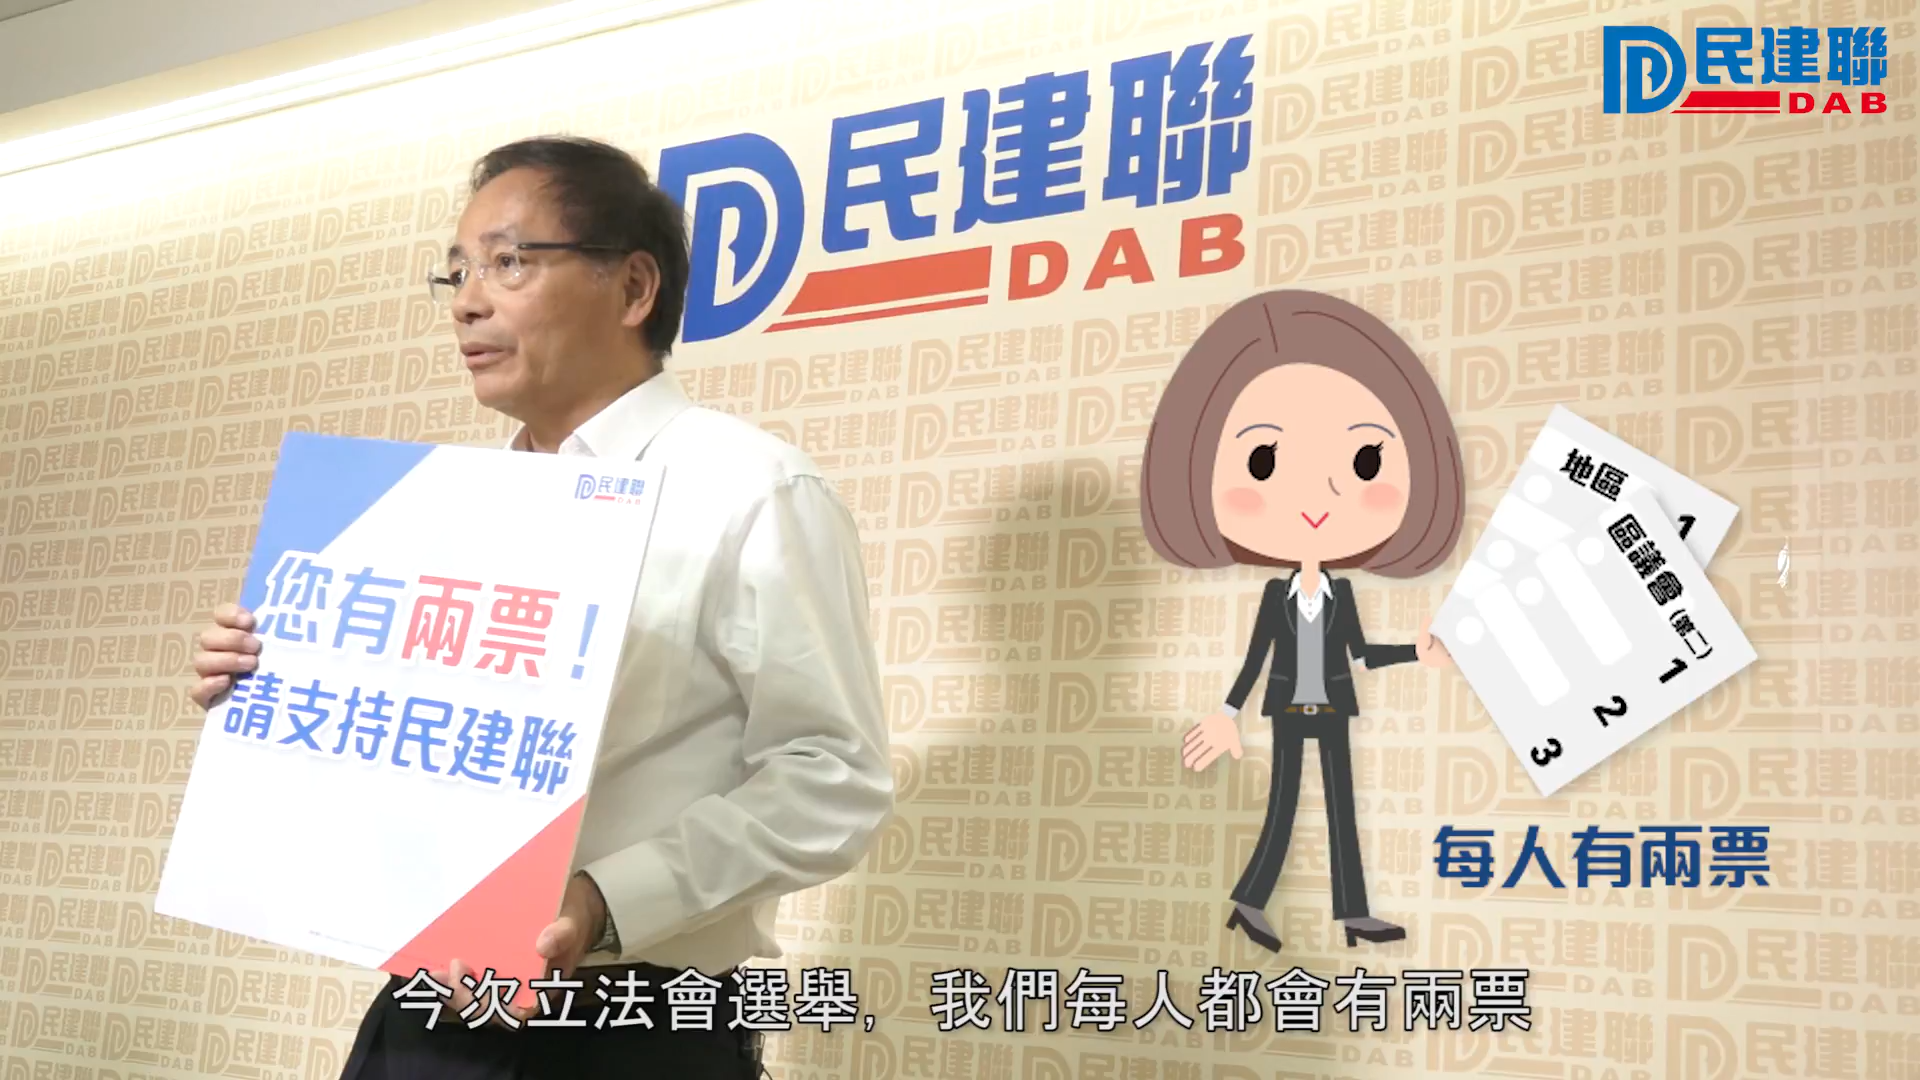 民建聯
DAB
民建聯
DAB
民建聯
DAB
您有兩票!
請支持民建聯
地區
1
區議會(第二)
1
2
3
每人有兩票
今次立法會選舉, 我們每人都會有兩票